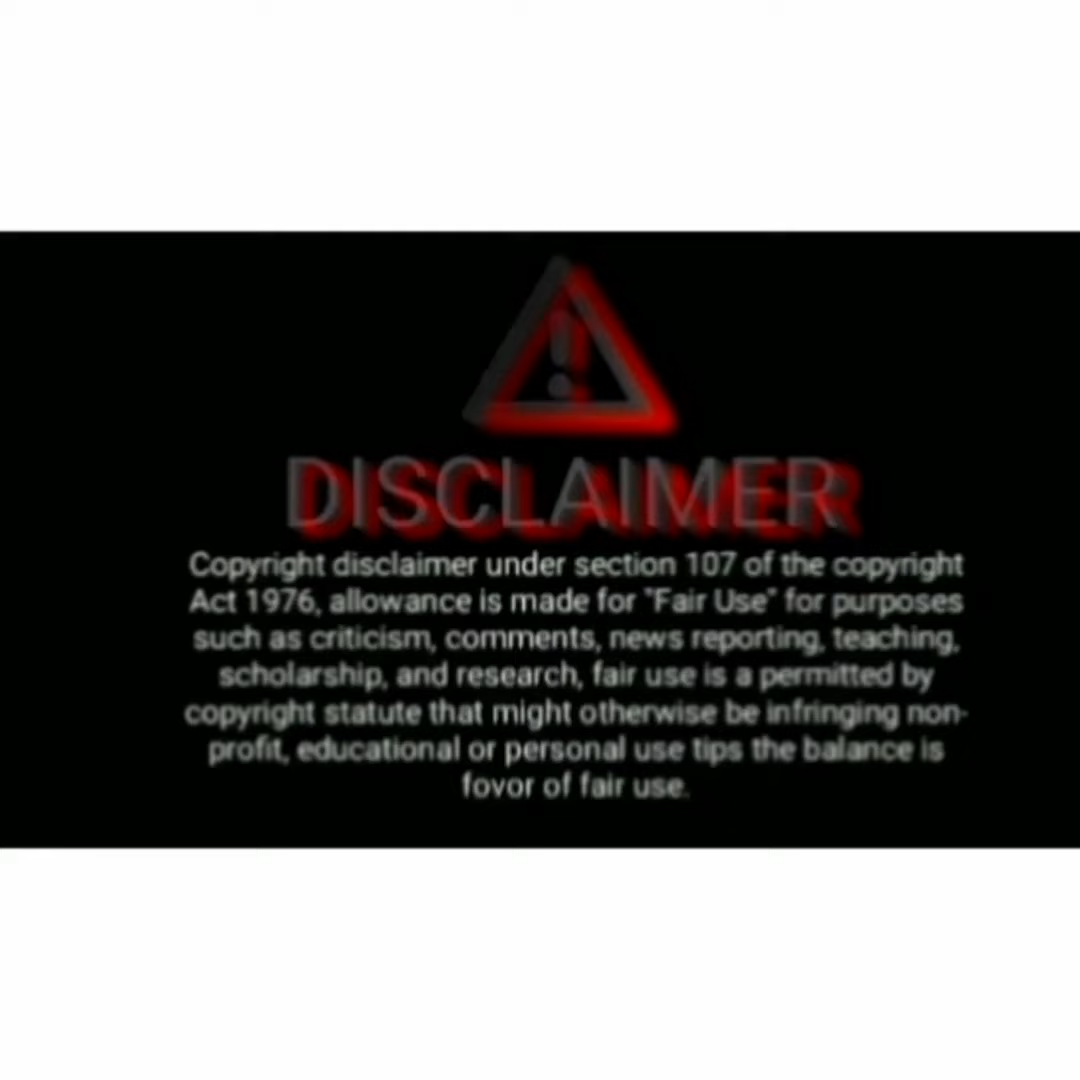 DISCLAIMER
Copyright disclaimer under section 107 of the copyright
Act 1976, allowance is made for "Fair Use" for purposes
such as criticism, comments, news reporting, teaching,
scholarship, and research, fair use is a permitted by
copyright statute that might otherwise be infringing non-
profit, educational or personal use tips the balance is
fovor of fair use.